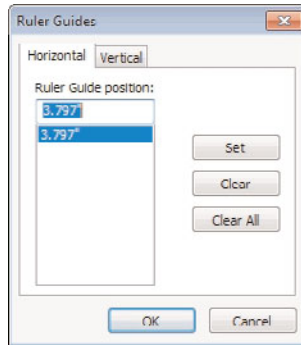 Ruler Guides
Horizontal
Vertical
Ruler Guide position:
3.797"
3.797"
Set
Clear
Clear All
OK
Cancel